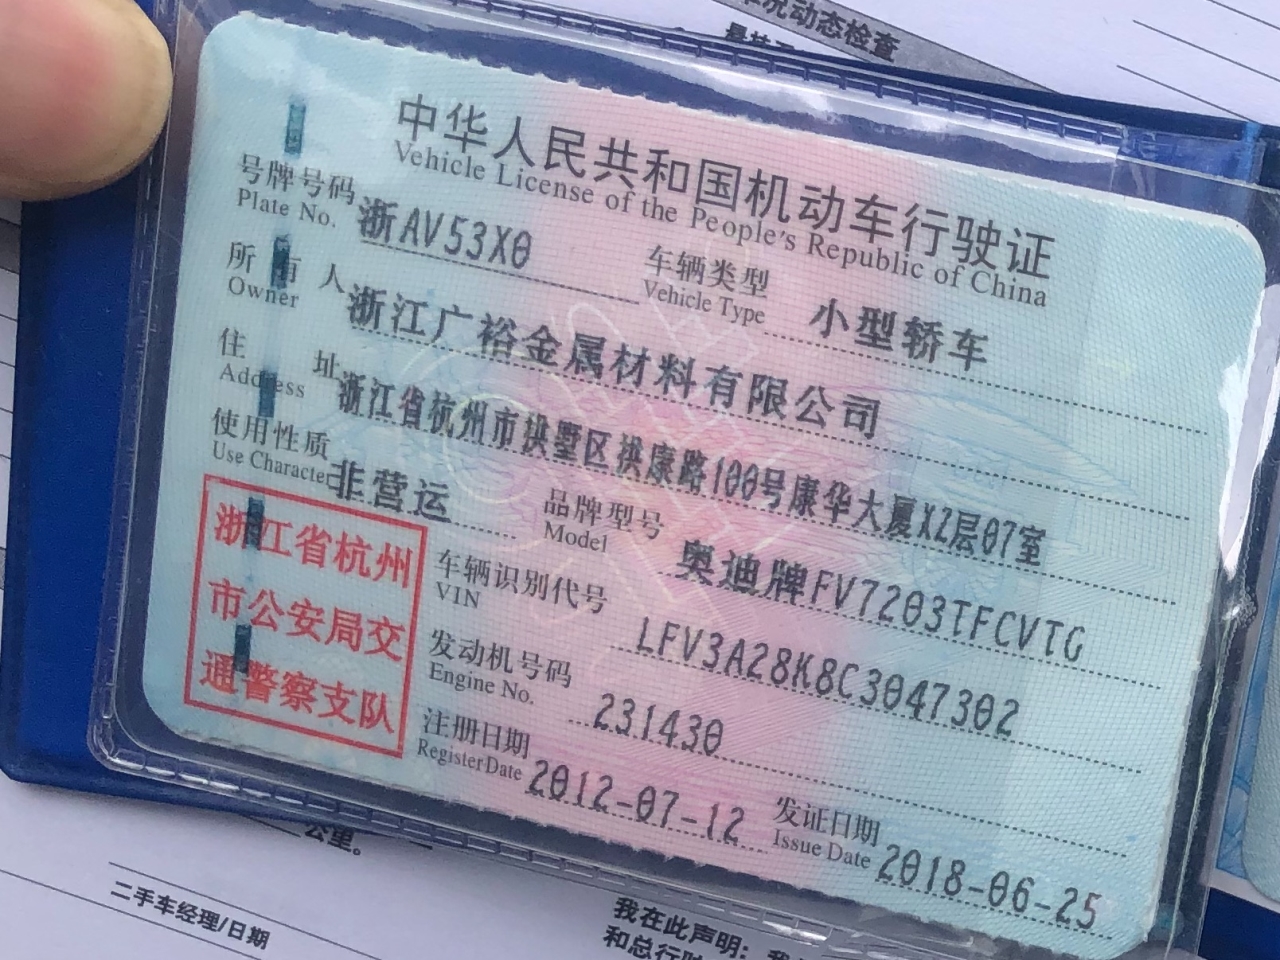 况动态检查
中华人民共和国机动车行驶证
Vehicle License of the People's Republic of China
号牌号码 浙AV53X0 车辆类型 小型轿车
Plate No. Vehicle Type
所有人 浙江广裕金属材料有限公司
Owner
住址 浙江省杭州市拱墅区拱康路100号康华大厦X2层07室
Address
使用性质 非营运 品牌型号 奥迪牌FV7203TFCVTG
Use Character Model
浙江省杭州
市公安局交
通警察支队
车辆识别代号 LFV3A28K8C3047302
VIN
发动机号码 231430
Engine No.
注册日期 2012-07-12 发证日期 2018-06-25
Register Date Issue Date
公里。
二手车经理/日期
我在此声明：
和总行驶